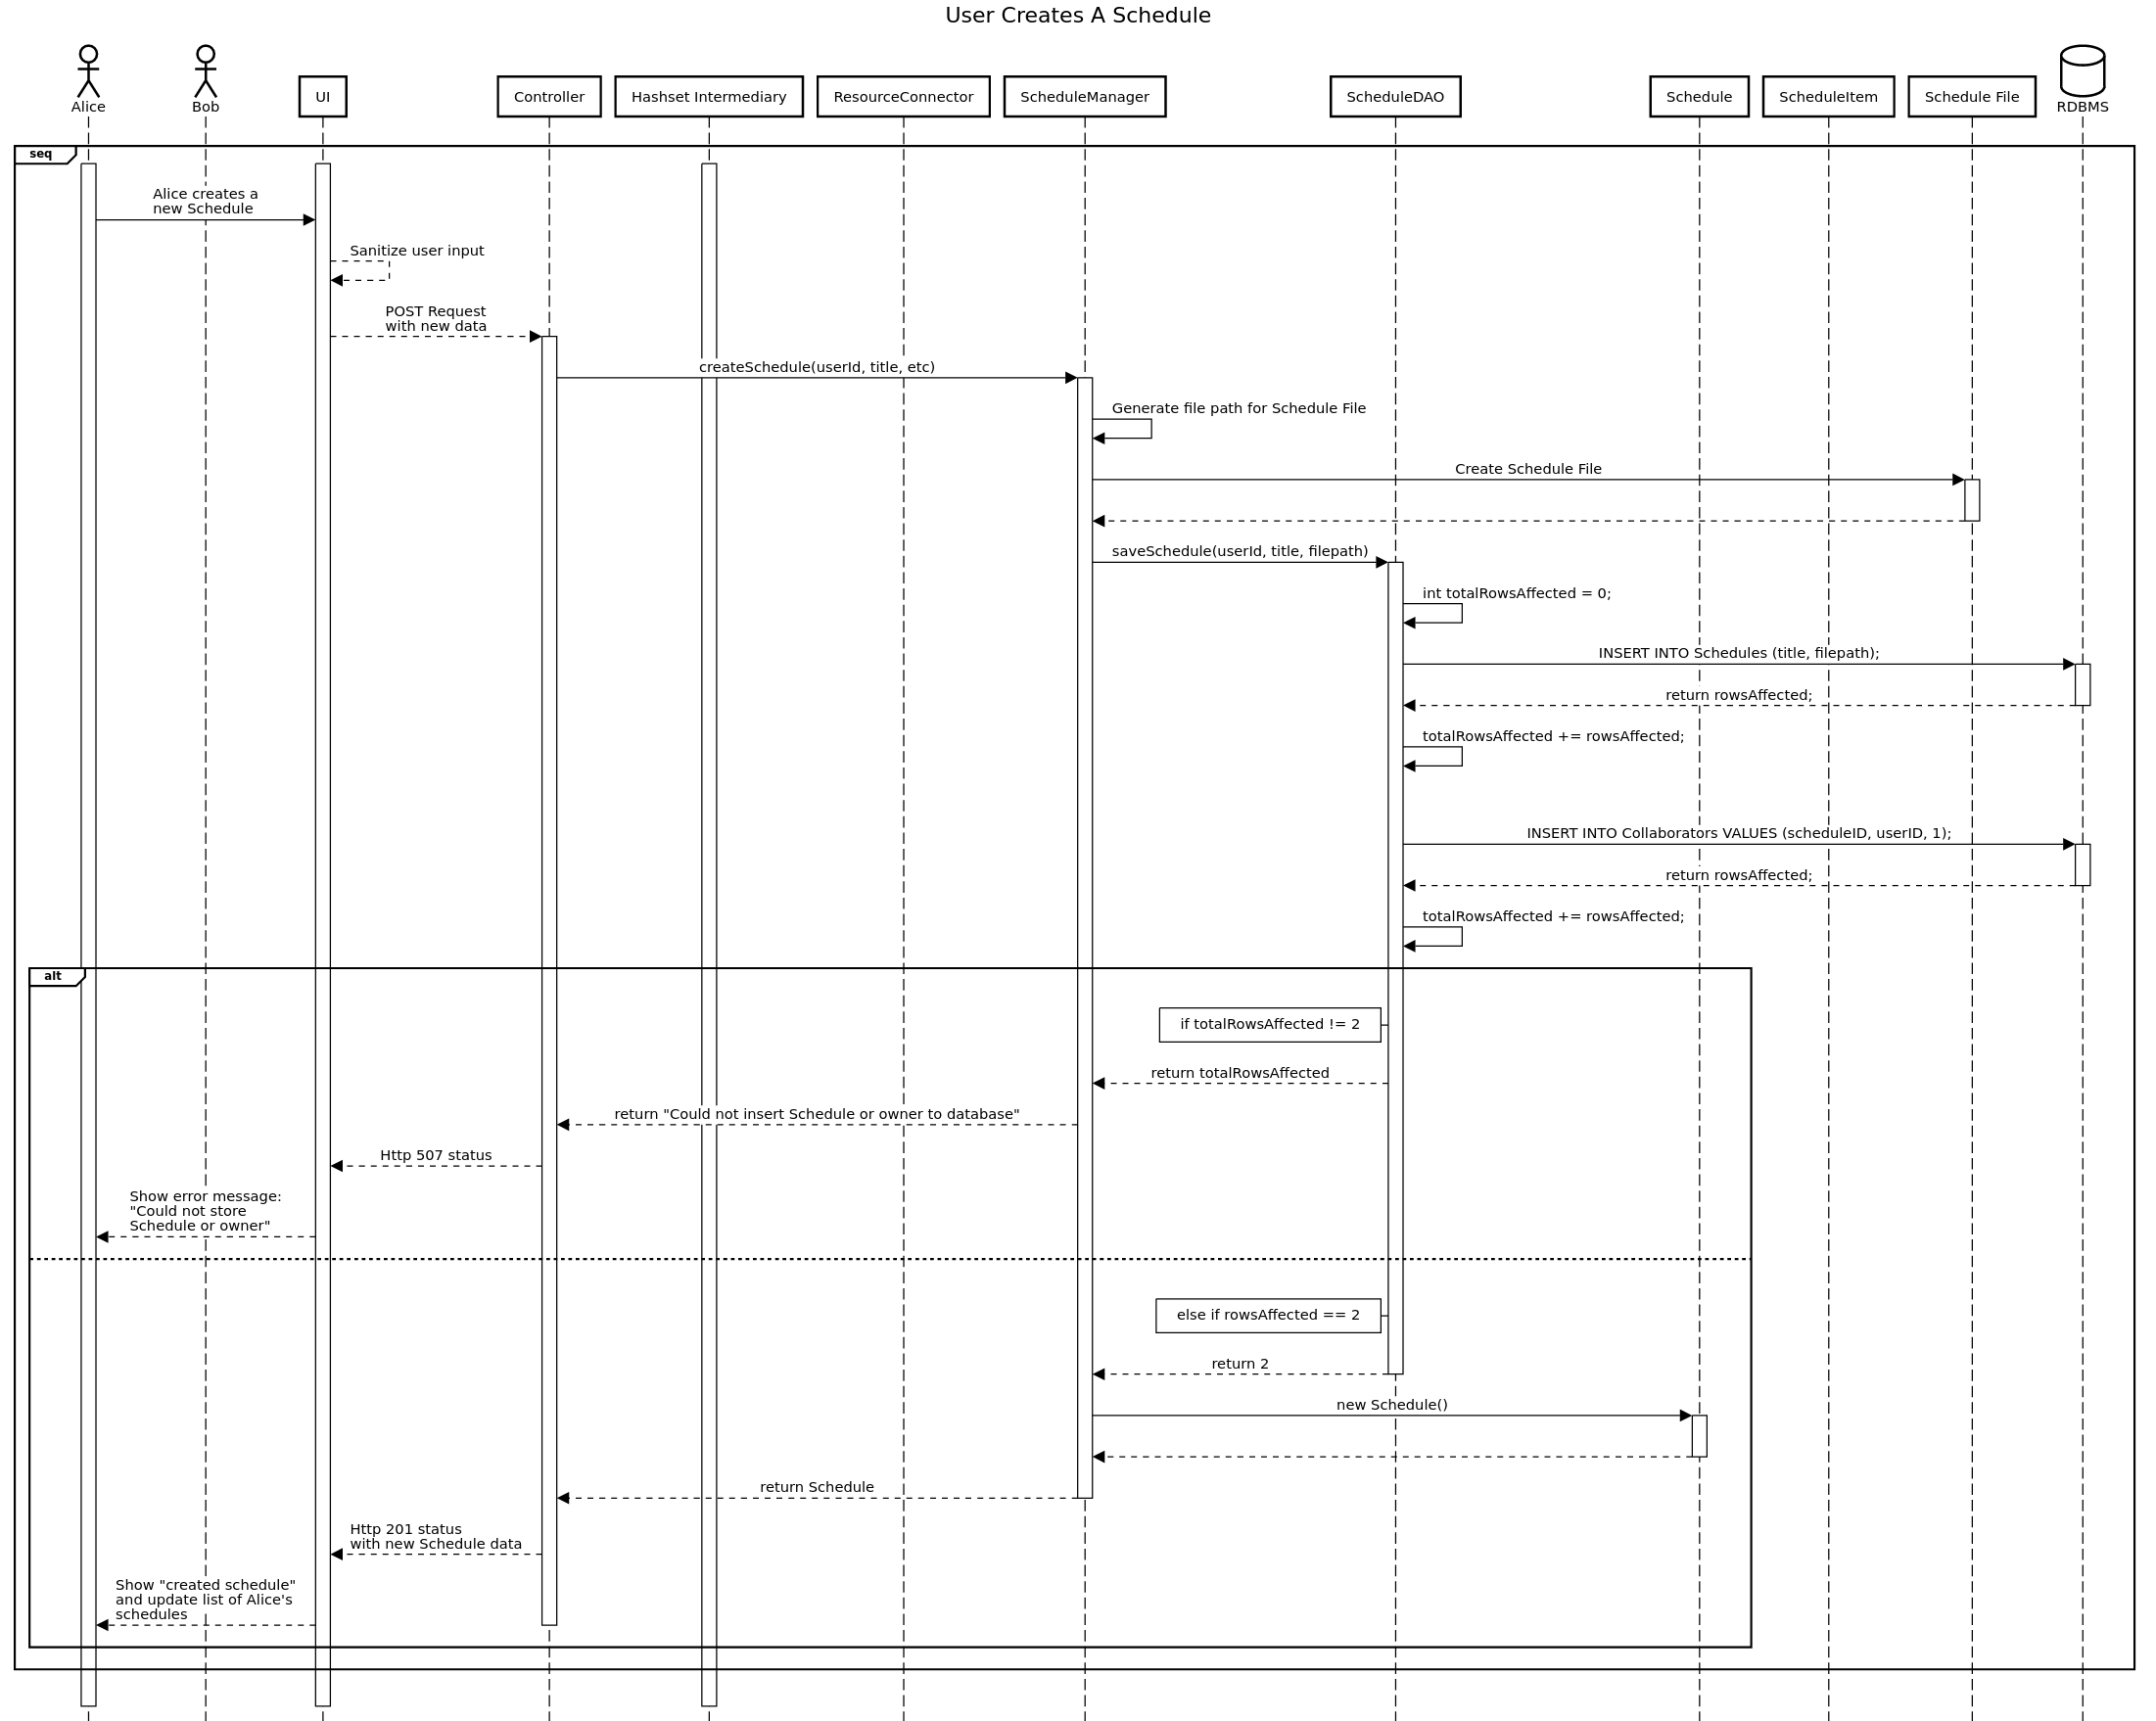 User Creates A Schedule
Alice
Bob
UI
Controller
Hashset Intermediary
ResourceConnector
ScheduleManager
ScheduleDAO
Schedule
ScheduleItem
Schedule File
RDBMS
seq
Alice creates a
new Schedule
Sanitize user input
POST Request
with new data
createSchedule(userId, title, etc)
Generate file path for Schedule File
Create Schedule File
saveSchedule(userId, title, filepath)
int totalRowsAffected = 0;
INSERT INTO Schedules (title, filepath);
return rowsAffected;
totalRowsAffected += rowsAffected;
INSERT INTO Collaborators VALUES (scheduleID, userID, 1);
return rowsAffected;
totalRowsAffected += rowsAffected;
alt
if totalRowsAffected != 2
return totalRowsAffected
return "Could not insert Schedule or owner to database"
Http 507 status
Show error message:
"Could not store
Schedule or owner"
else if rowsAffected == 2
return 2
new Schedule()
return Schedule
Http 201 status
with new Schedule data
Show "created schedule"
and update list of Alice's
schedules